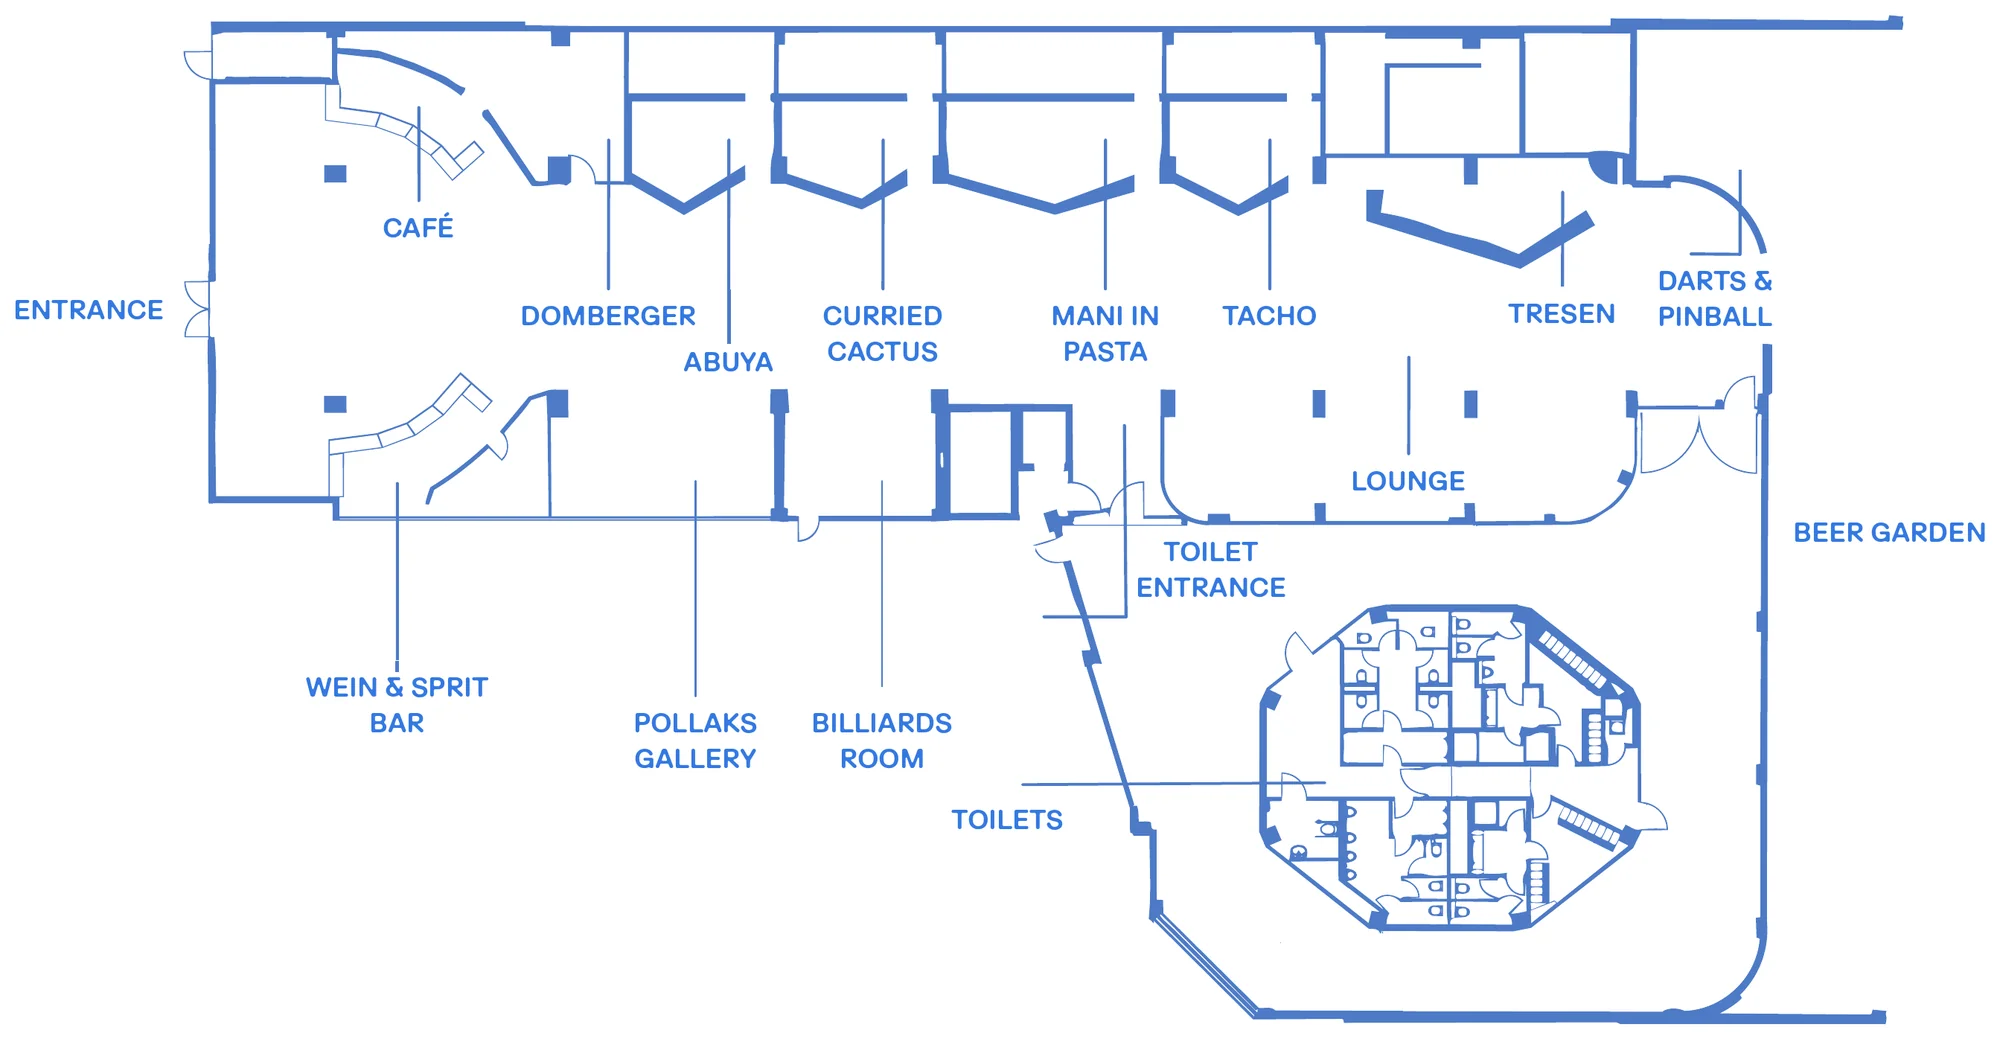 CAFÉ
ENTRANCE
DOMBERGER
ABUYA
CURRIED
CACTUS
MANI IN
PASTA
TACHO
TRESEN
DARTS &
PINBALL
LOUNGE
BEER GARDEN
TOILET
ENTRANCE
WEIN & SPRIT
BAR
POLLAKS
GALLERY
BILLIARDS
ROOM
TOILETS